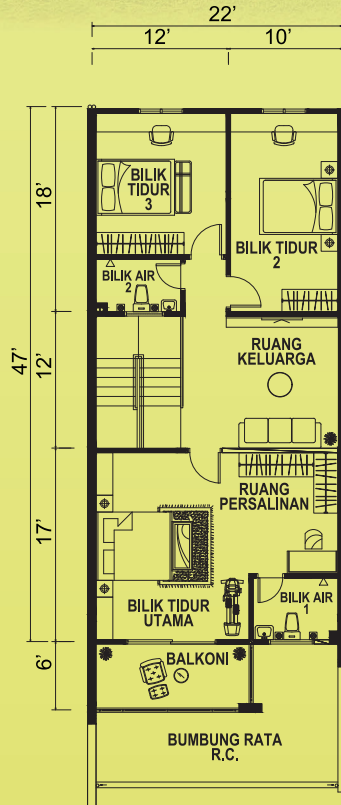 22'
12' 10'
18'
47'
12'
17'
6'
BILIK
TIDUR
3
BILIK TIDUR
2
BILIK AIR
2
RUANG
KELUARGA
RUANG
PERSALINAN
BILIK TIDUR
UTAMA
BILIK AIR
1
BALKONI
BUMBUNG RATA
R.C.